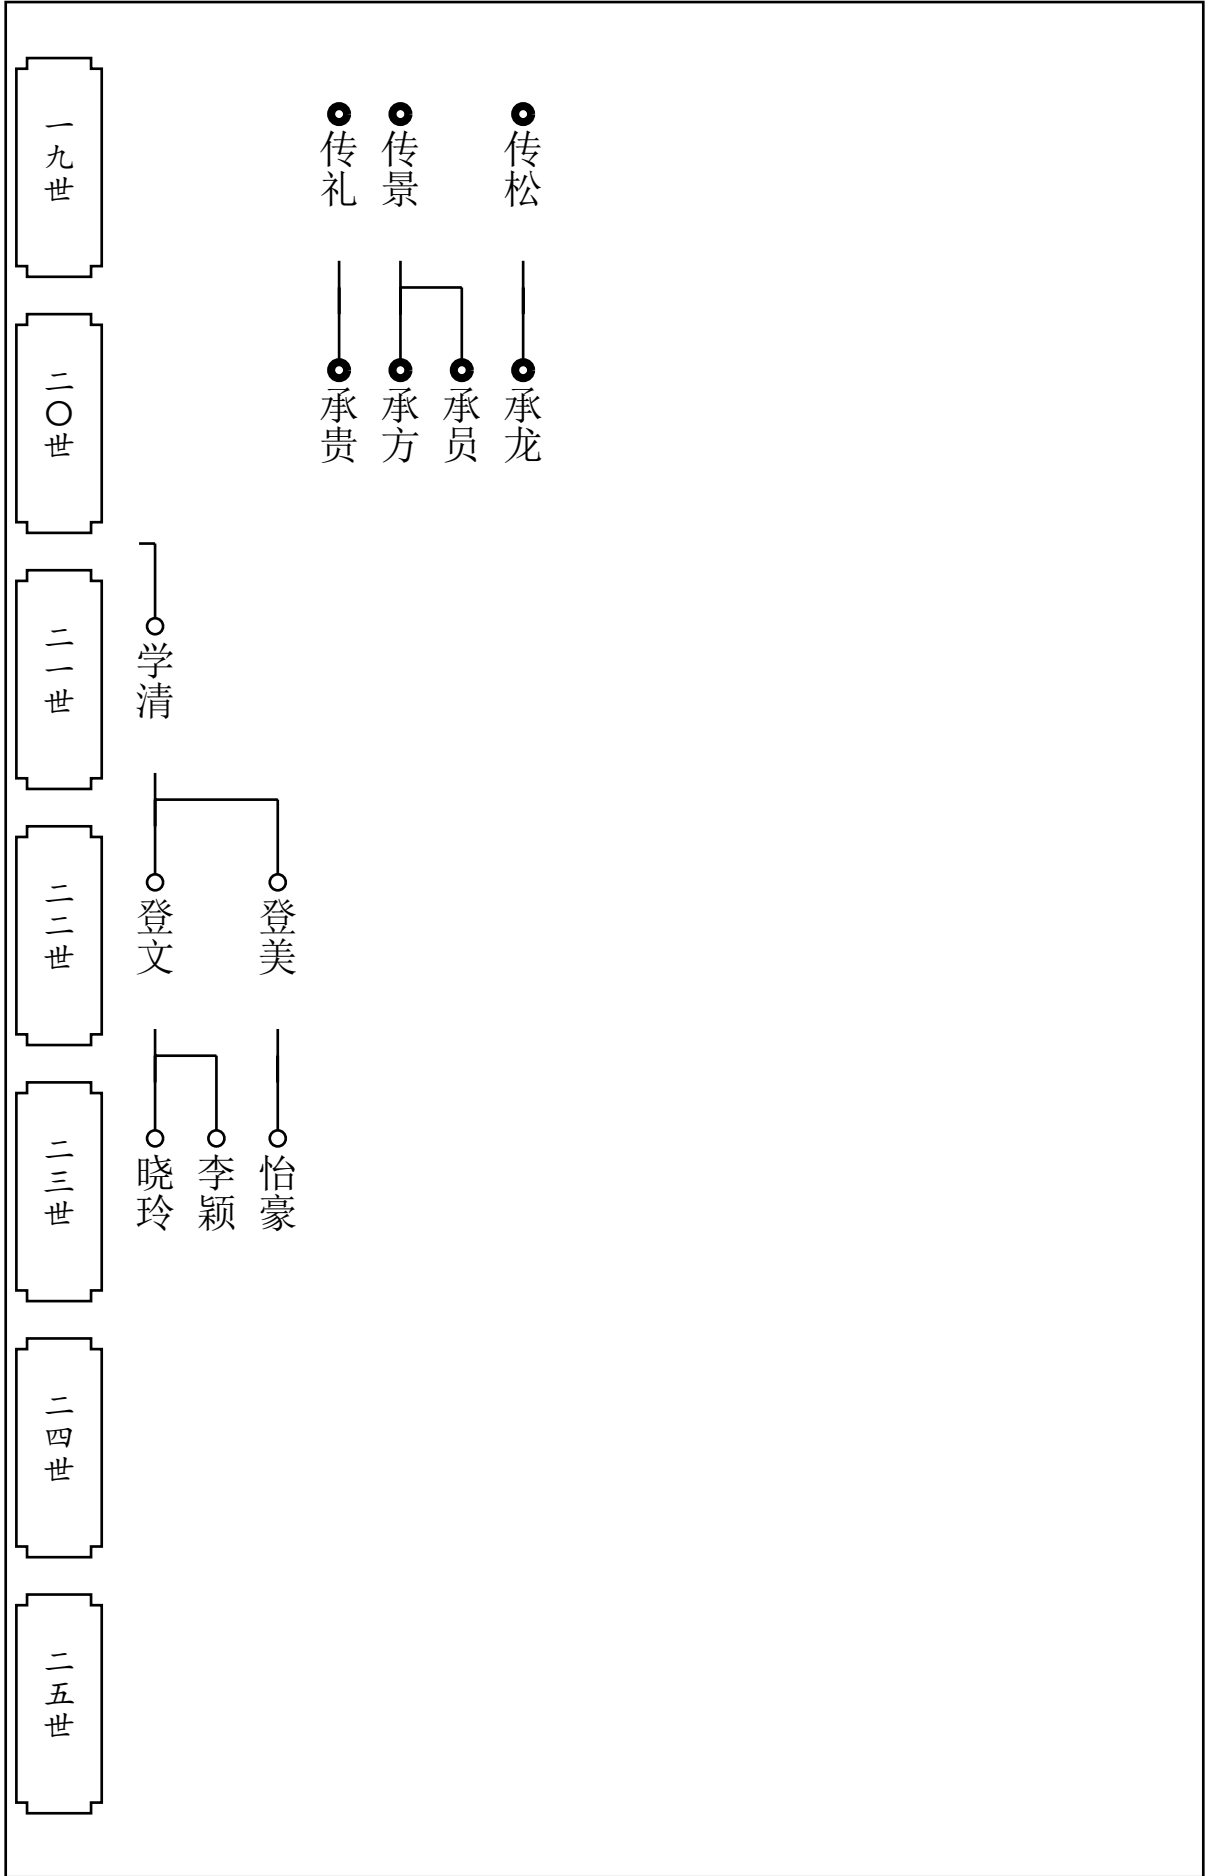 一九世
传礼
传景
传松
二〇世
承贵
承方
承员
承龙
二一世
学清
二二世
登文
登美
二三世
晓玲
李颖
怡豪
二四世
二五世